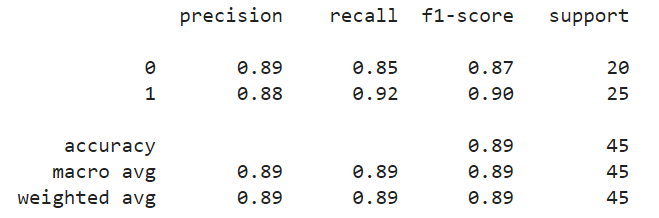 precision recall f1-score support
0 0.89 0.85 0.87 20
1 0.88 0.92 0.90 25
accuracy 0.89 45
macro avg 0.89 0.89 0.89 45
weighted avg 0.89 0.89 0.89 45